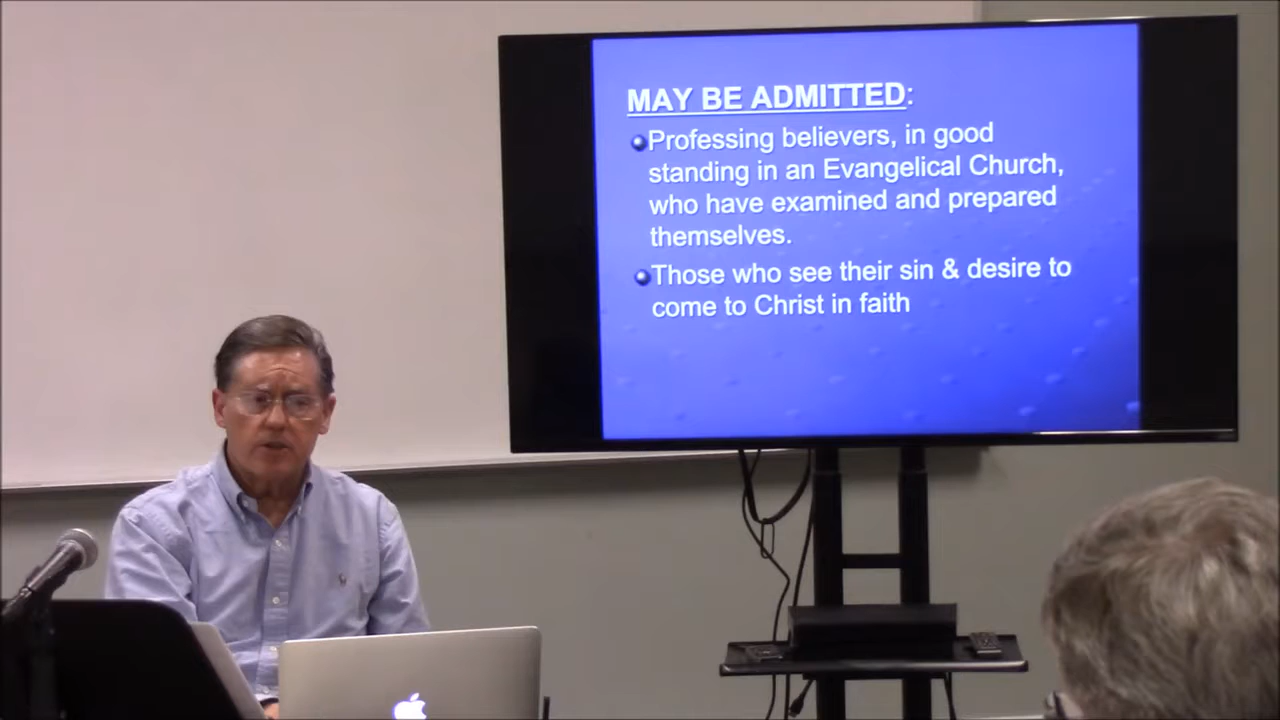 MAY BE ADMITTED:
Professing believers, in good
standing in an Evangelical Church,
who have examined and prepared
themselves.
Those who see their sin & desire to
come to Christ in faith